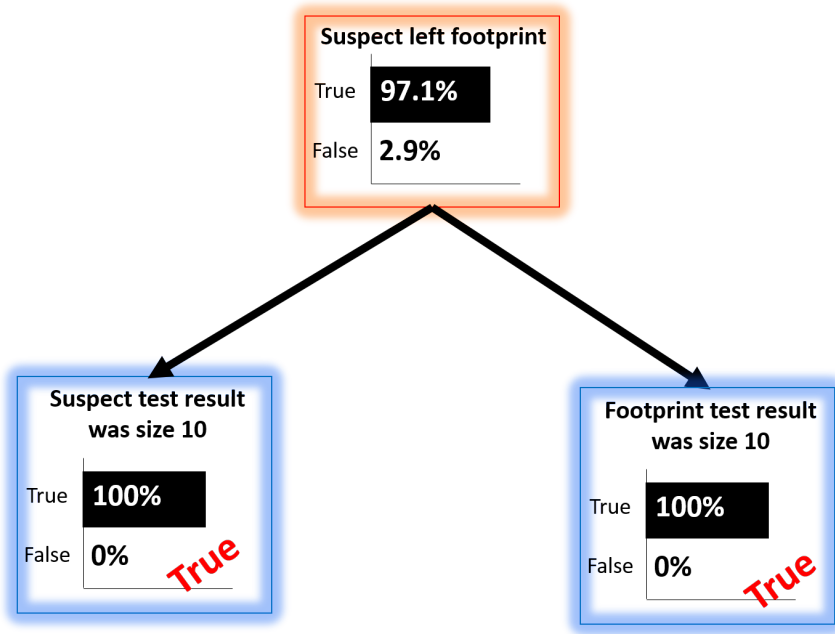 Suspect left footprint
True 97.1%
False 2.9%
Suspect test result
was size 10
True 100%
False 0%
True
Footprint test result
was size 10
True 100%
False 0%
True